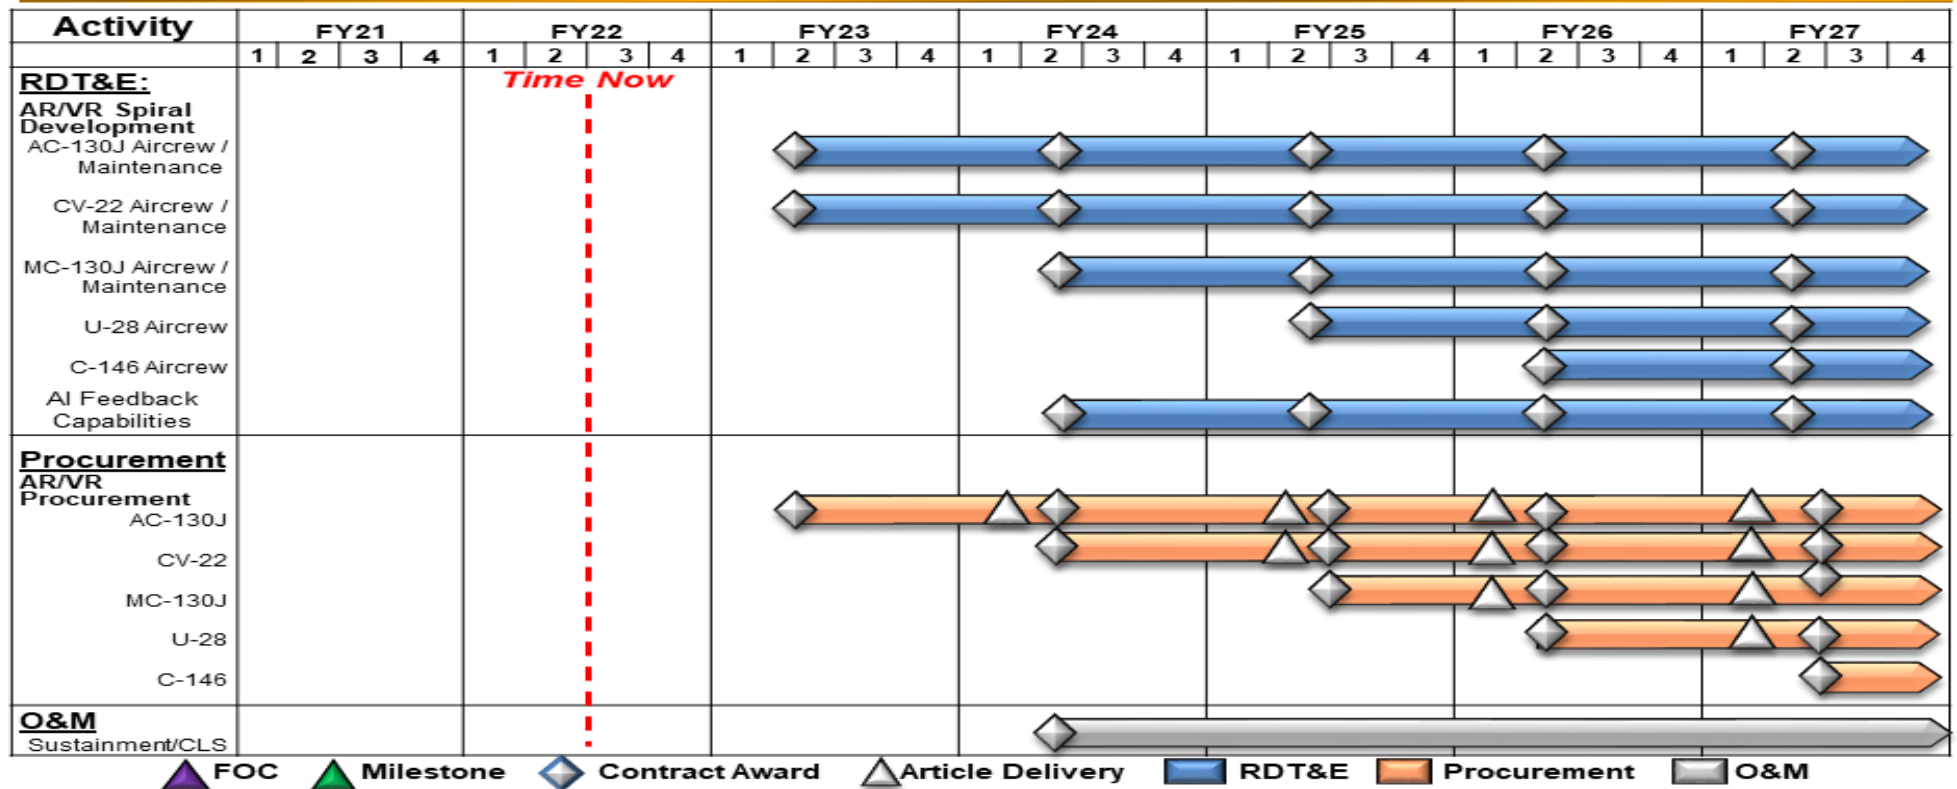 Activity FY21 FY22 FY23 FY24 FY25 FY26 FY27
1 2 3 4 1 2 3 4 1 2 3 4 1 2 3 4 1 2 3 4 1 2 3 4 1 2 3 4
RDT&E: Time Now
AR/VR Spiral
Development
AC-130J Aircrew /
Maintenance
CV-22 Aircrew /
Maintenance
MC-130J Aircrew /
Maintenance
U-28 Aircrew
C-146 Aircrew
AI Feedback
Capabilities
Procurement
AR/VR
Procurement
AC-130J
CV-22
MC-130J
U-28
C-146
O&M
Sustainment/CLS
FOC Milestone Contract Award Article Delivery RDT&E Procurement O&M